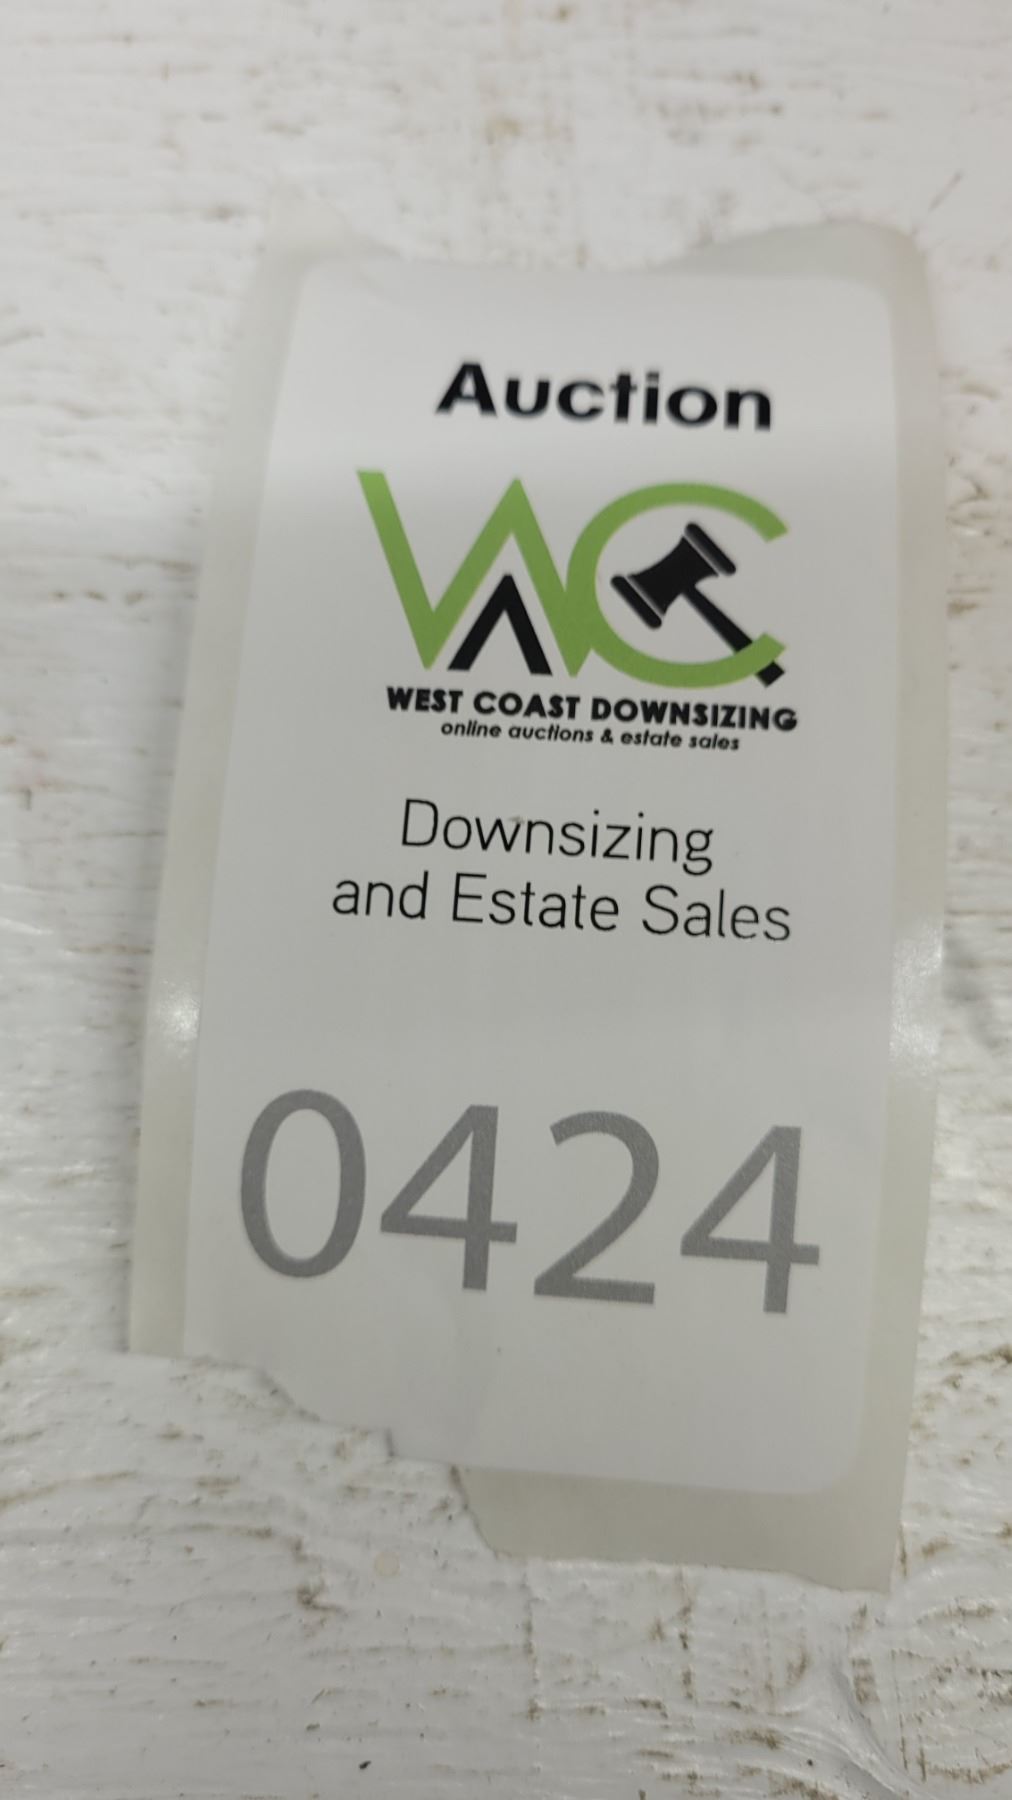 Auction
WC
WEST COAST DOWNSIZING
online auctions & estate sales
Downsizing
and Estate Sales
0424